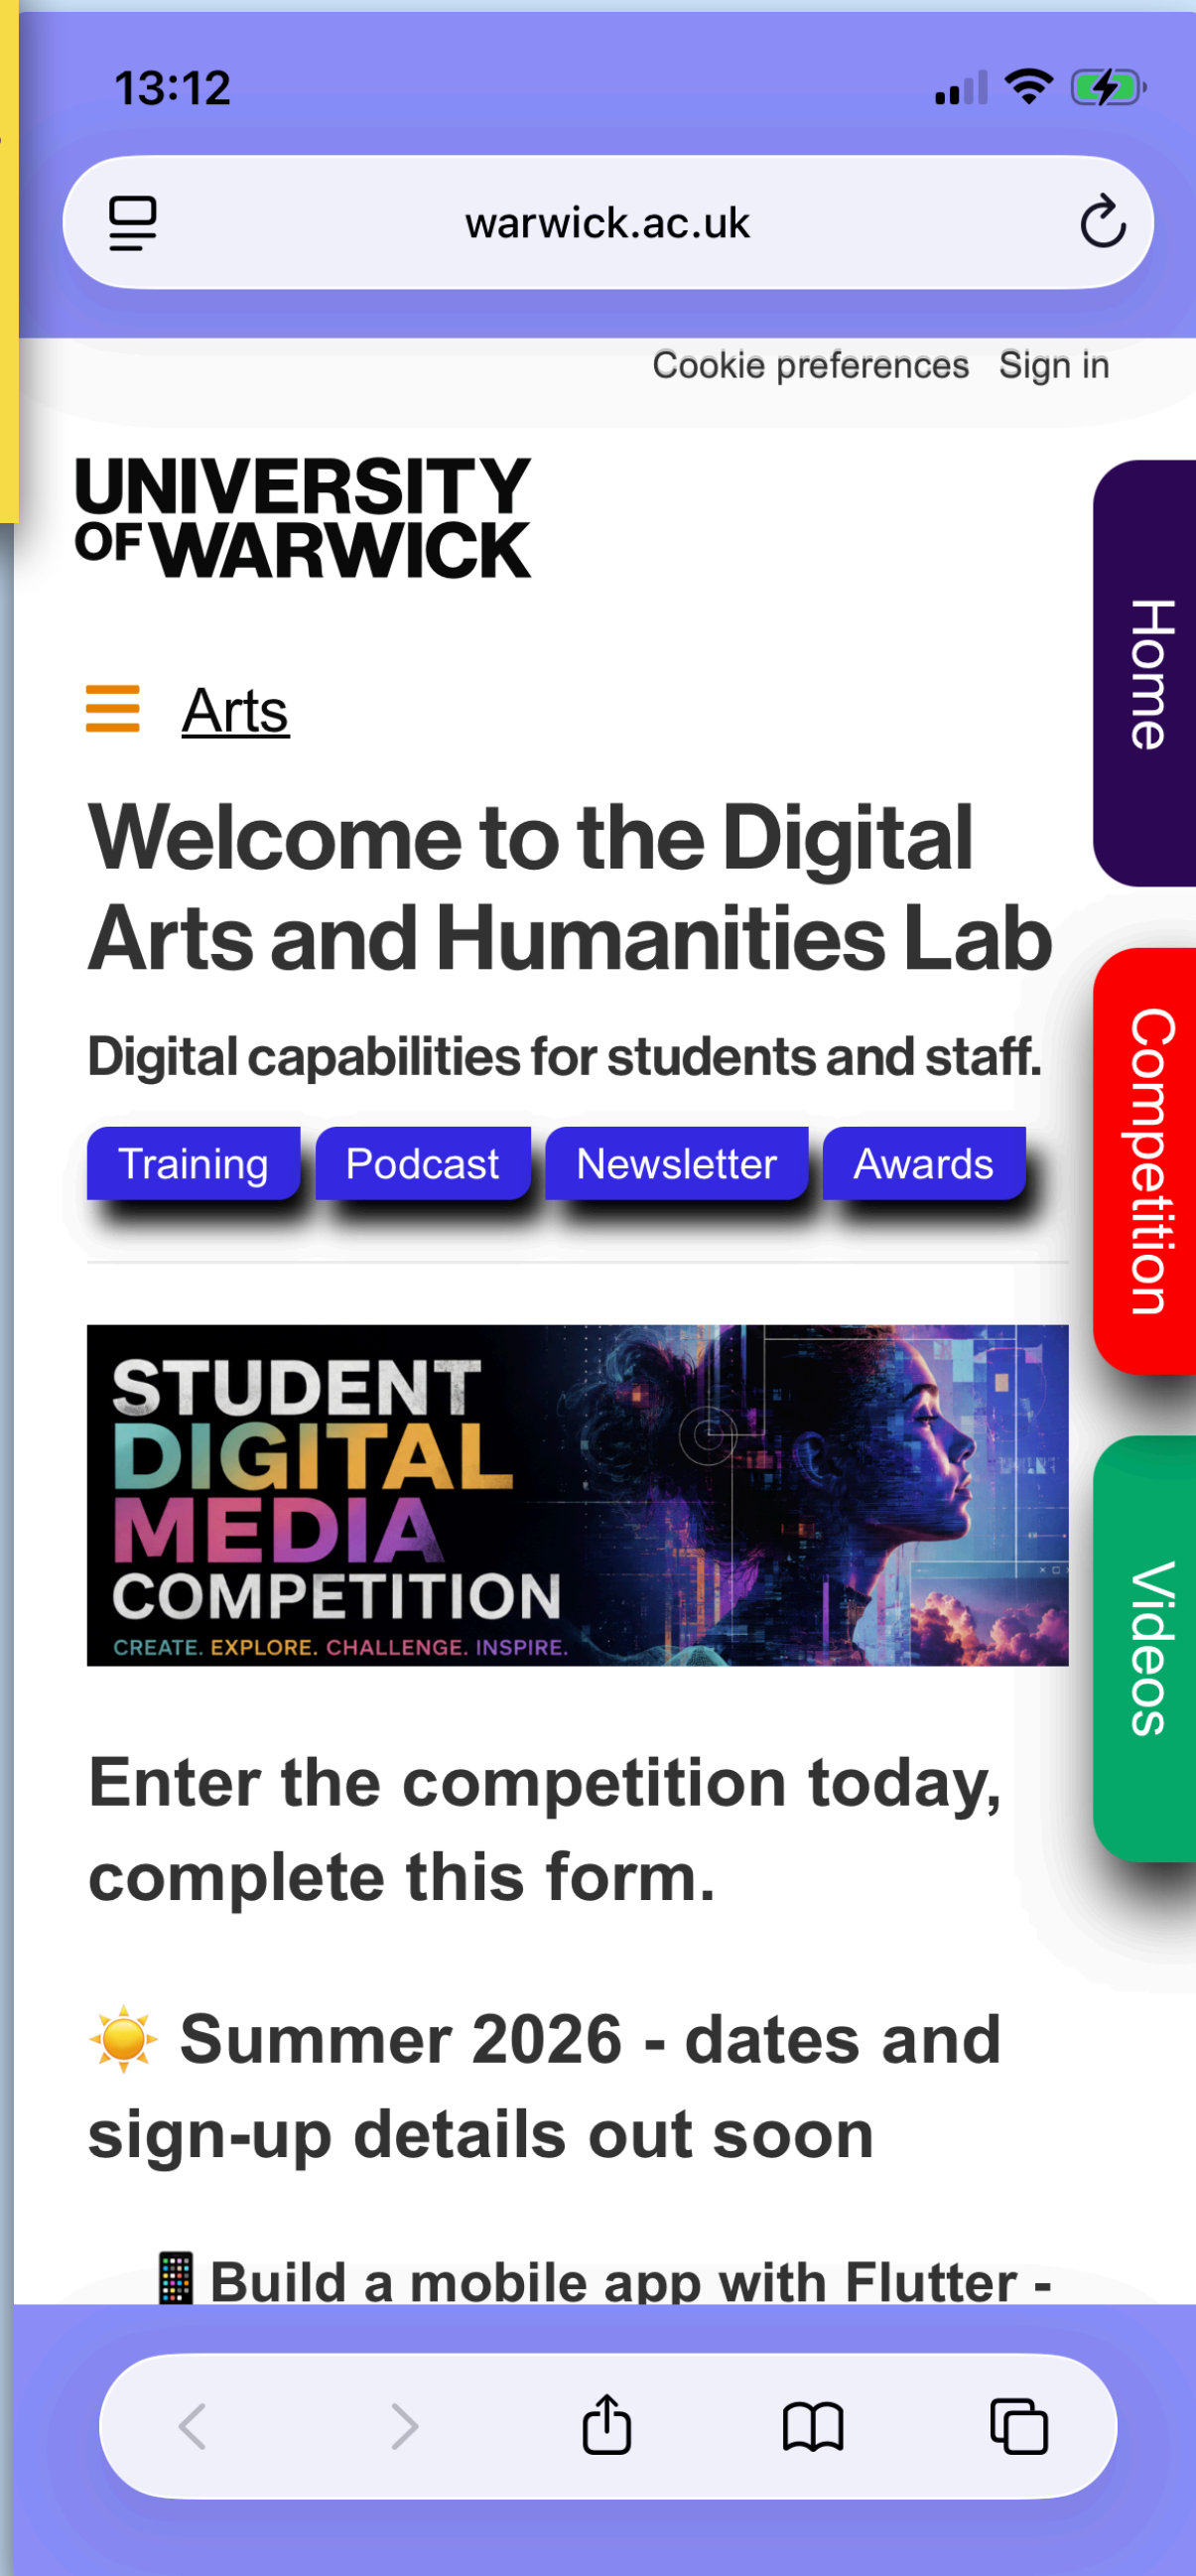 13:12
warwick.ac.uk
Cookie preferences Sign in
UNIVERSITY
OF WARWICK
Arts
Welcome to the Digital
Arts and Humanities Lab
Digital capabilities for students and staff.
Training Podcast Newsletter Awards
STUDENT
DIGITAL
MEDIA
COMPETITION
CREATE. EXPLORE. CHALLENGE. INSPIRE.
Enter the competition today,
complete this form.
☀️ Summer 2026 - dates and
sign-up details out soon
📱Build a mobile app with Flutter -
Home
Competition
Videos